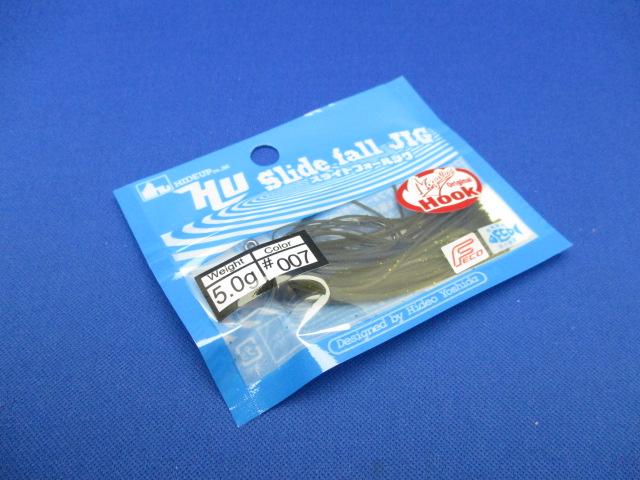 HIDEUP
HU Slide fall JIG
スライドフォールジグ
Original
Hook
Weight
5.0g
Color
#007
Feco
Designed by Hideo Yoshida